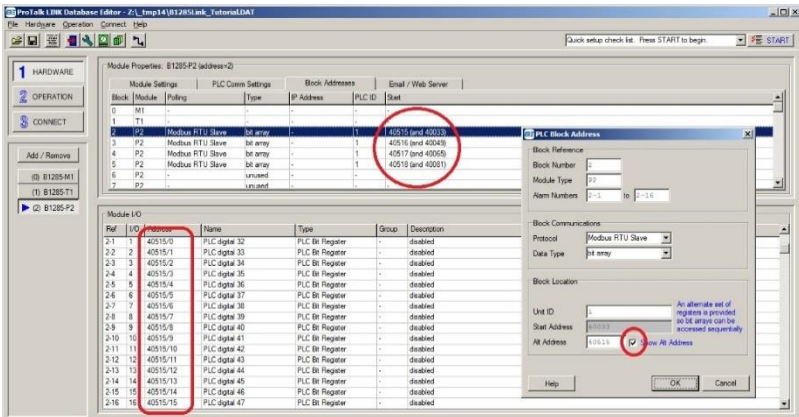 ProTalk LINK Database Editor - Z:\_tmp14\B1285Link_Tutorial.DAT
File Hardware Operation Connect Help
Quick setup check list. Press START to begin. START
1 HARDWARE
2 OPERATION
3 CONNECT
Add / Remove
(0) B1285-M1
(1) B1285-T1
(2) B1285-P2
Module Properties: B1285-P2 (address=2)
Module Settings PLC Comm Settings Block Addresses Email / Web Server
Block Module Polling Type IP Address PLC ID Start
0 M1 - - - - -
1 T1 - - - - -
2 P2 Modbus RTU Slave bit array - 1 40515 (and 40033)
3 P2 Modbus RTU Slave bit array - 1 40516 (and 40049)
4 P2 Modbus RTU Slave bit array - 1 40517 (and 40065)
5 P2 Modbus RTU Slave bit array - 1 40518 (and 40081)
6 P2 - unused - - -
7 P2 - unused - - -
Module I/O
Ref I/O Address Name Type Group Description
2-1 1 40515/0 PLC digital 32 PLC Bit Register - disabled
2-2 2 40515/1 PLC digital 33 PLC Bit Register - disabled
2-3 3 40515/2 PLC digital 34 PLC Bit Register - disabled
2-4 4 40515/3 PLC digital 35 PLC Bit Register - disabled
2-5 5 40515/4 PLC digital 36 PLC Bit Register - disabled
2-6 6 40515/5 PLC digital 37 PLC Bit Register - disabled
2-7 7 40515/6 PLC digital 38 PLC Bit Register - disabled
2-8 8 40515/7 PLC digital 39 PLC Bit Register - disabled
2-9 9 40515/8 PLC digital 40 PLC Bit Register - disabled
2-10 10 40515/9 PLC digital 41 PLC Bit Register - disabled
2-11 11 40515/10 PLC digital 42 PLC Bit Register - disabled
2-12 12 40515/11 PLC digital 43 PLC Bit Register - disabled
2-13 13 40515/12 PLC digital 44 PLC Bit Register - disabled
2-14 14 40515/13 PLC digital 45 PLC Bit Register - disabled
2-15 15 40515/14 PLC digital 46 PLC Bit Register - disabled
2-16 16 40515/15 PLC digital 47 PLC Bit Register - disabled
PLC Block Address
Block Reference
Block Number 2
Module Type P2
Alarm Numbers 2-1 to 2-16
Block Communications
Protocol Modbus RTU Slave
Data Type bit array
Block Location
Unit ID 1
Start Address 40033
Alt Address 40515 Show Alt Address
An alternate set of
registers is provided
so bit arrays can be
accessed sequentially
Help OK Cancel